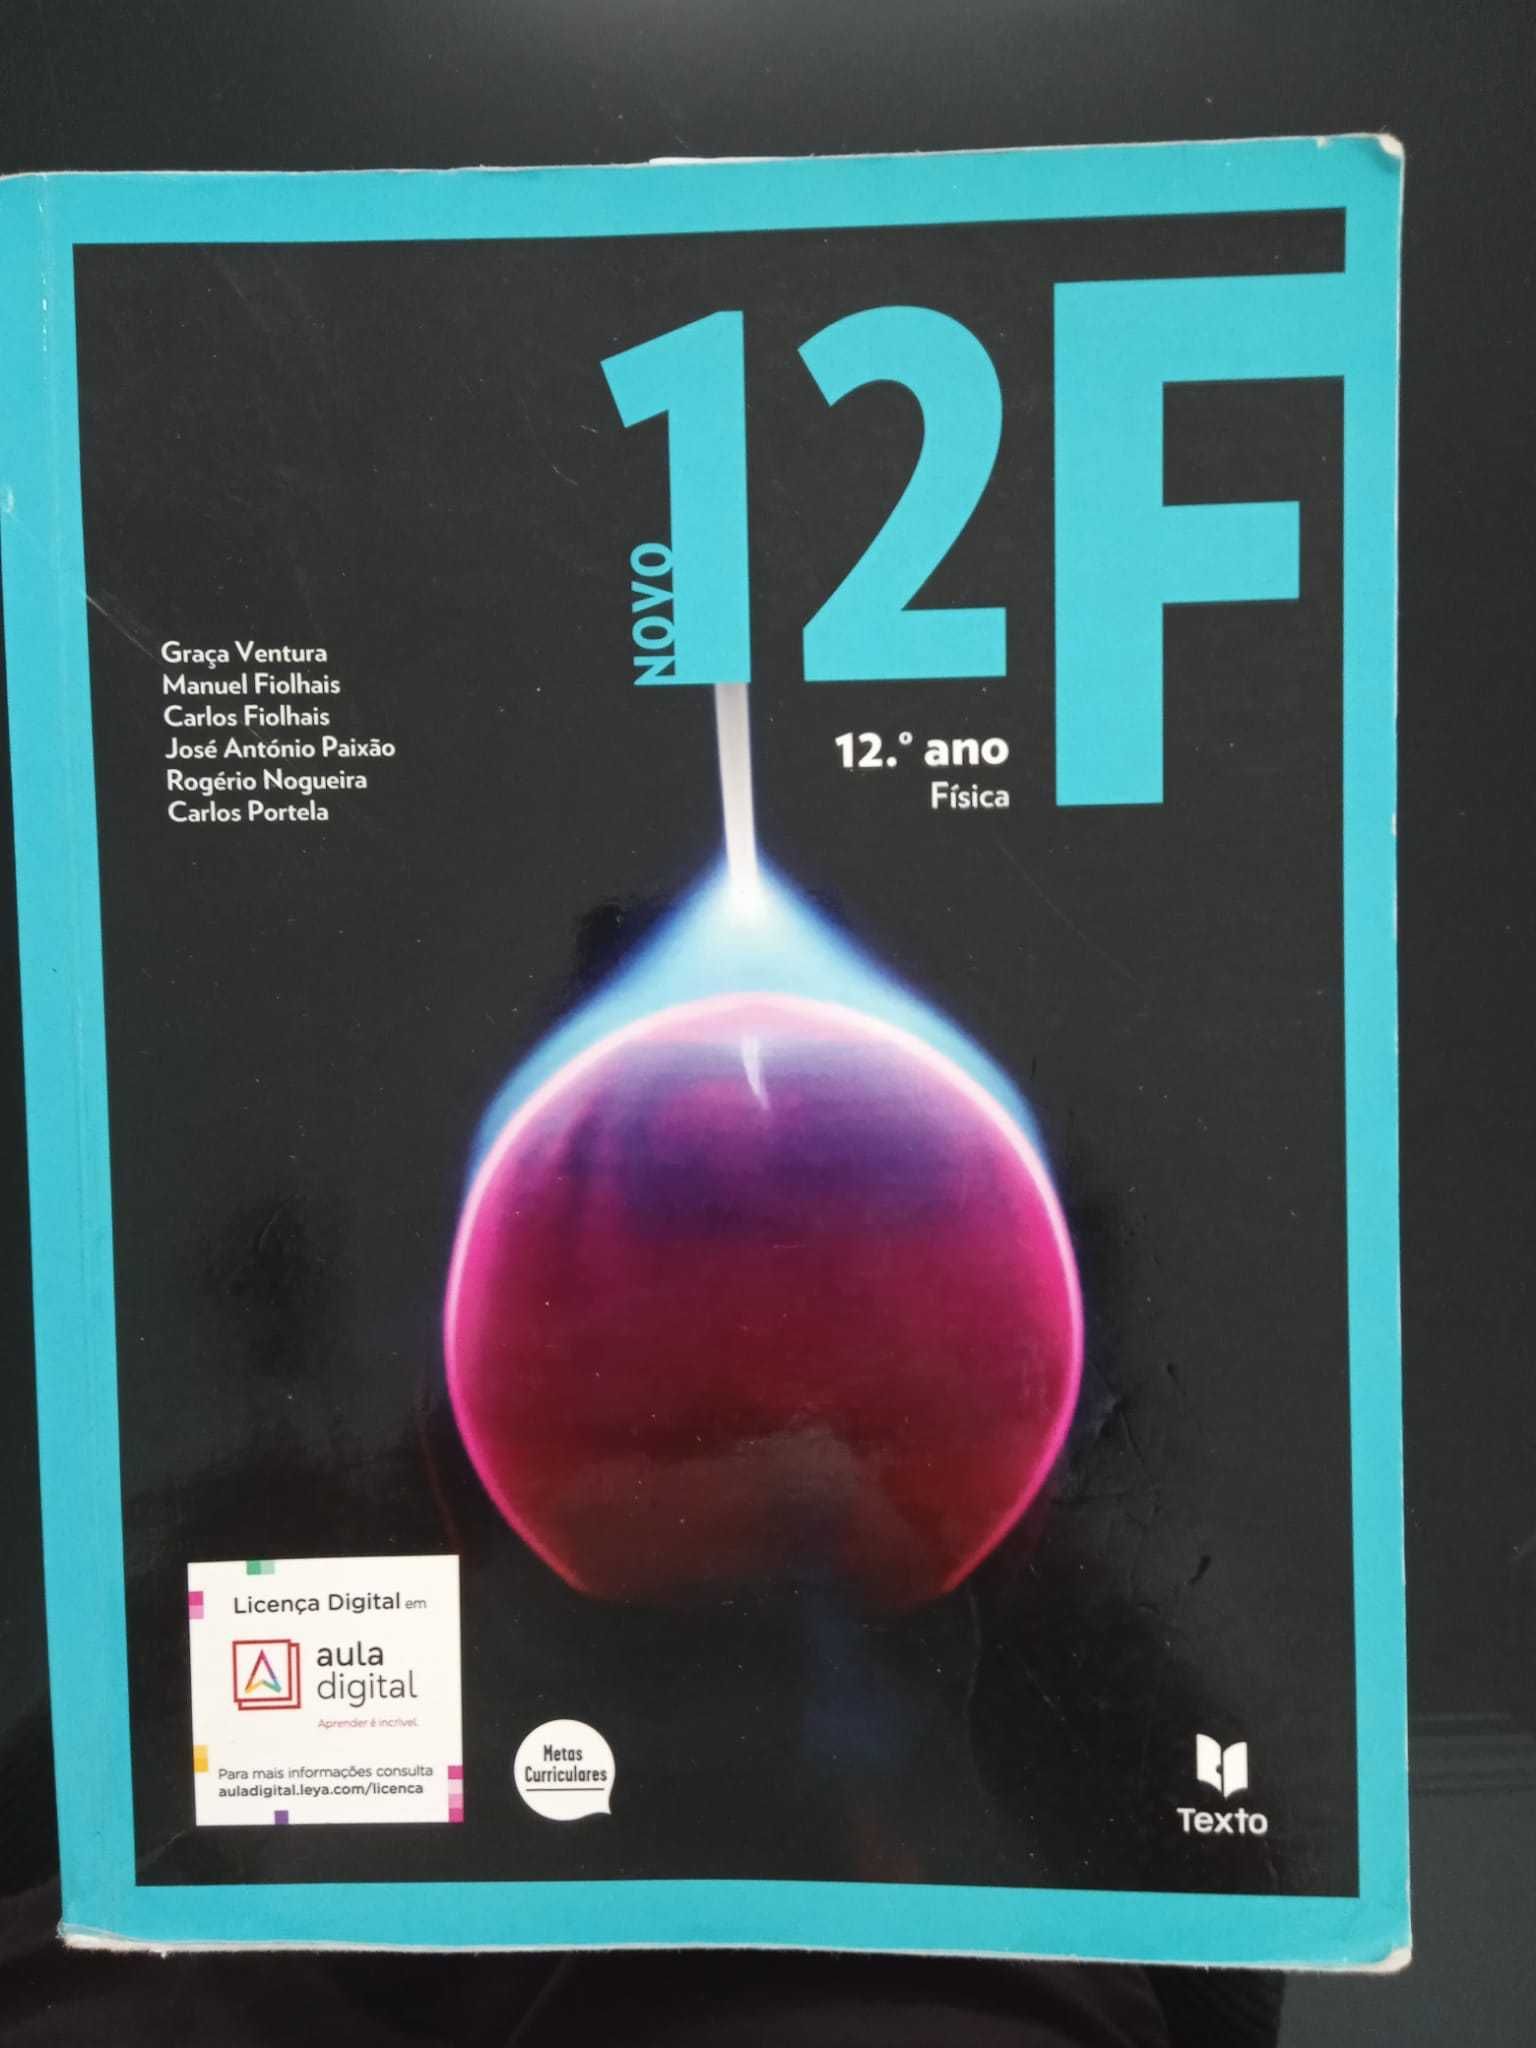 NOVO
12F
12.º ano
Física
Graça Ventura
Manuel Fiolhais
Carlos Fiolhais
José António Paixão
Rogério Nogueira
Carlos Portela
Licença Digital em
aula
digital
Aprender é incrível.
Para mais informações consulta
auladigital.leya.com/licenca
Metas
Curriculares
Texto